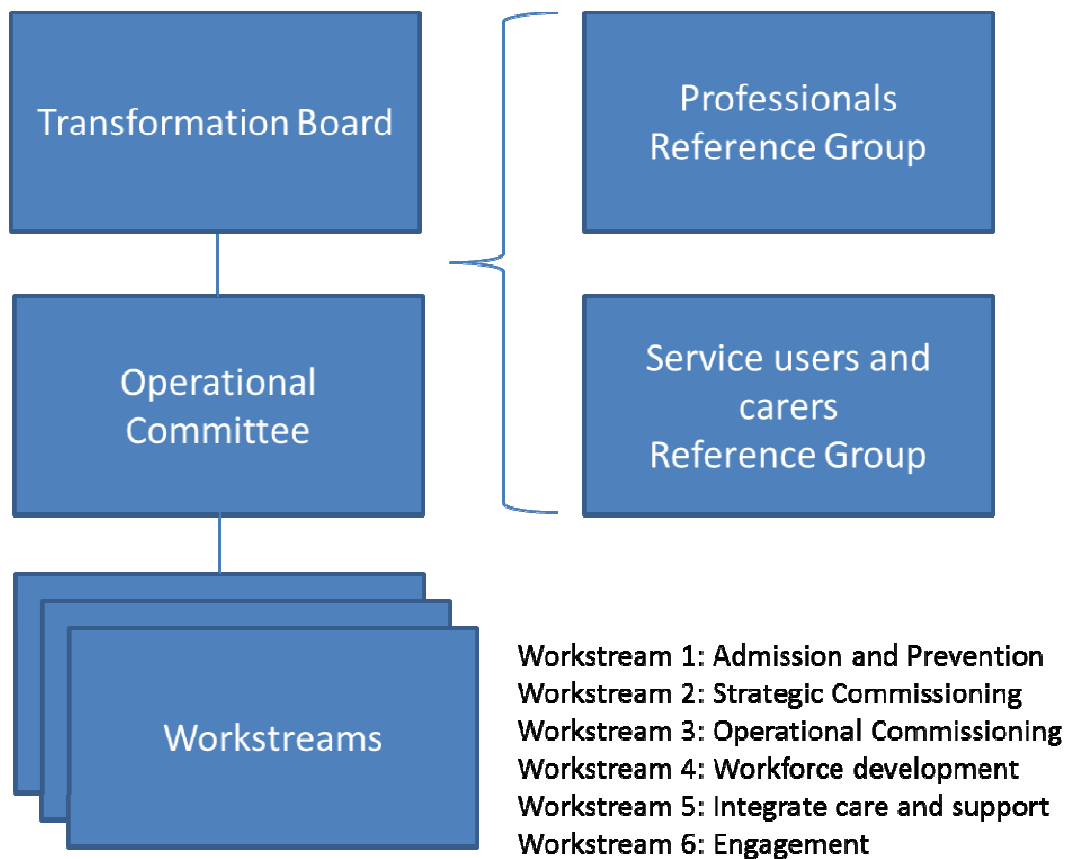 Transformation Board
Professionals
Reference Group
Operational
Committee
Service users and
carers
Reference Group
Workstreams
Workstream 1: Admission and Prevention
Workstream 2: Strategic Commissioning
Workstream 3: Operational Commissioning
Workstream 4: Workforce development
Workstream 5: Integrate care and support
Workstream 6: Engagement